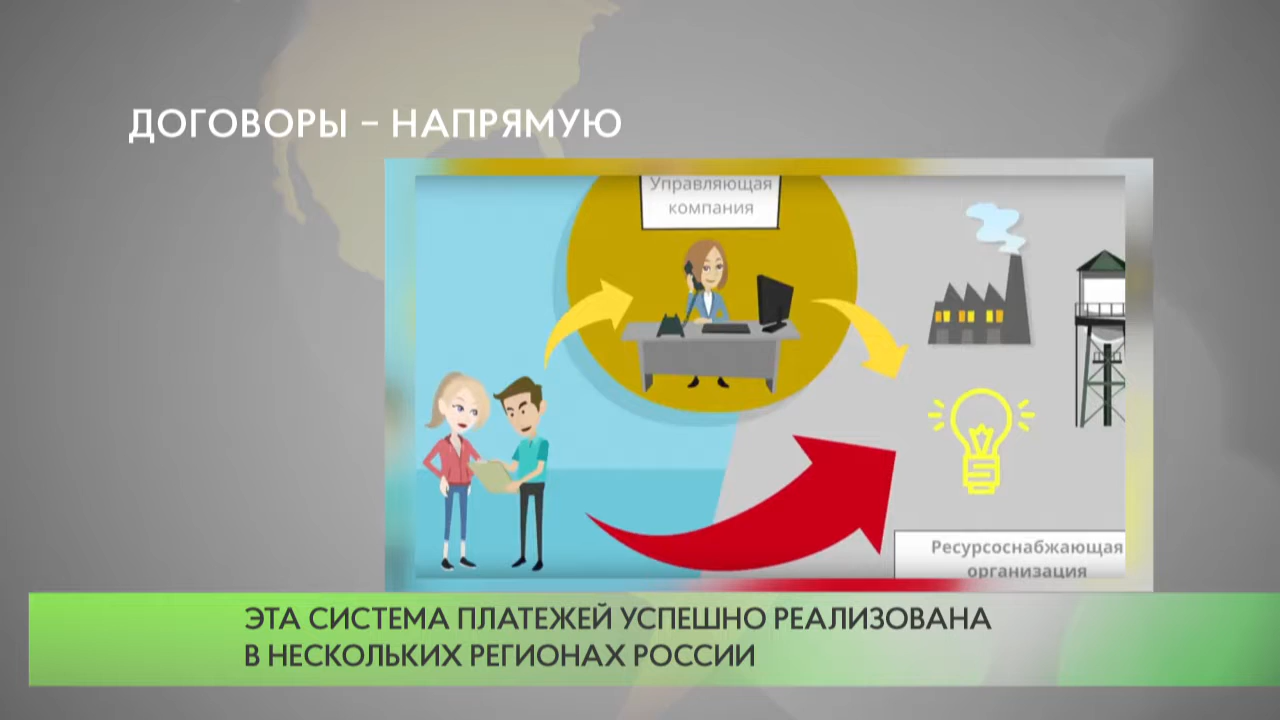 ДОГОВОРЫ – НАПРЯМУЮ
Управляющая
компания
Ресурсоснабжающая
организация
ЭТА СИСТЕМА ПЛАТЕЖЕЙ УСПЕШНО РЕАЛИЗОВАНА
В НЕСКОЛЬКИХ РЕГИОНАХ РОССИИ